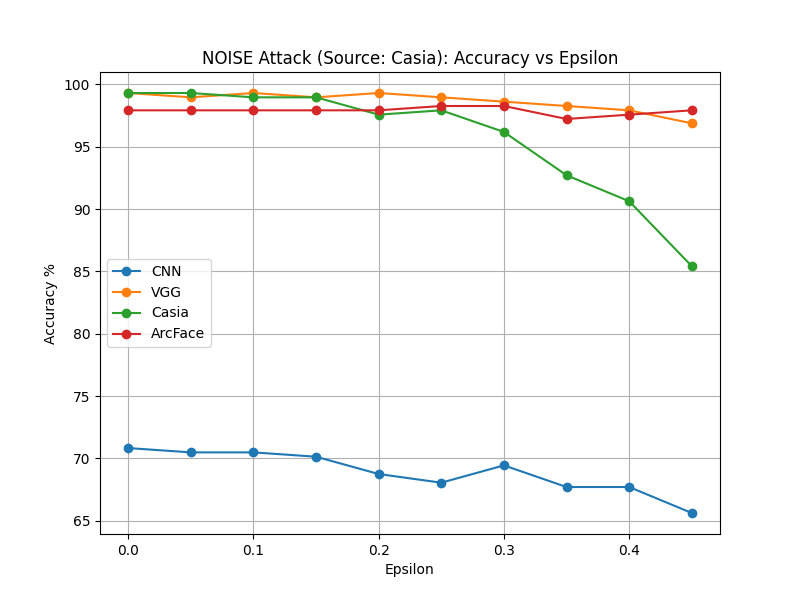 NOISE Attack (Source: Casia): Accuracy vs Epsilon
100
95
90
85
80
75
70
65
Accuracy %
CNN
VGG
Casia
ArcFace
0.0 0.1 0.2 0.3 0.4
Epsilon